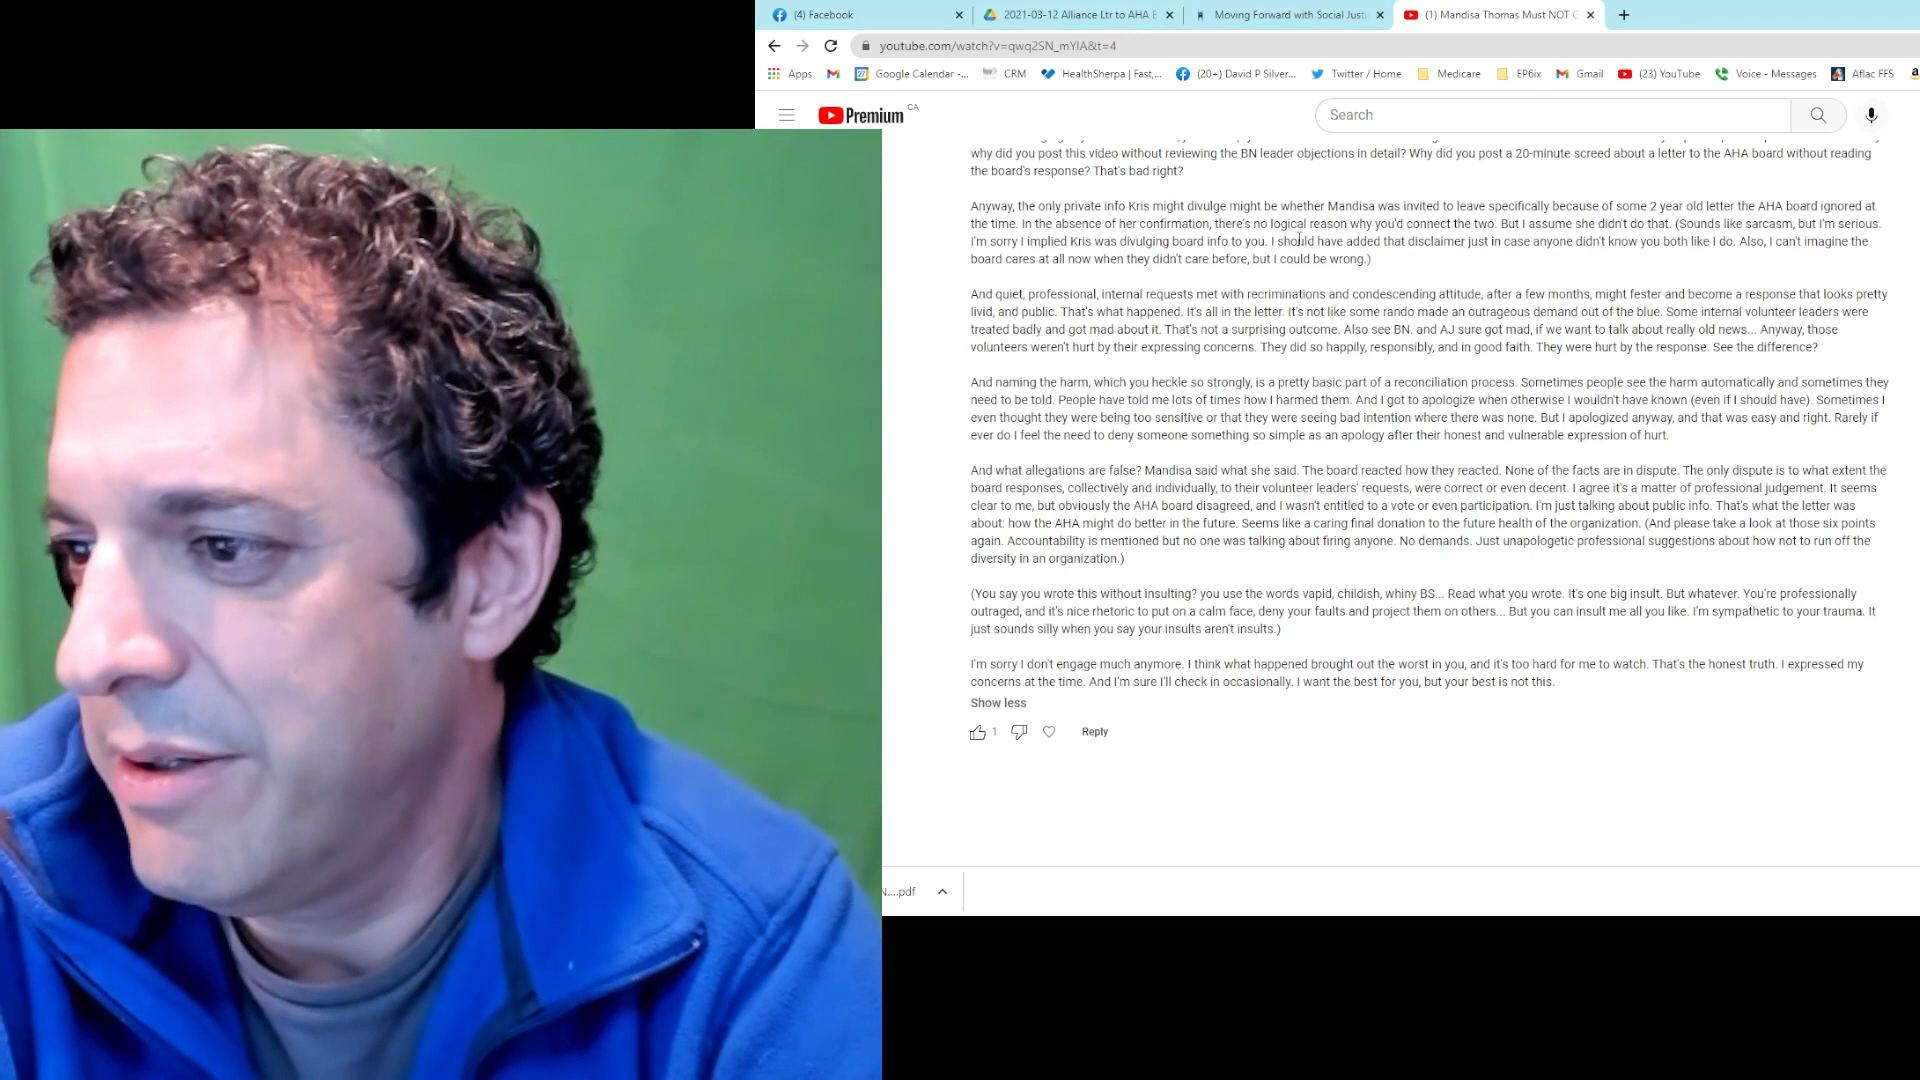 (4) Facebook
2021-03-12 Alliance Ltr to AHA B
Moving Forward with Social Justi
(1) Mandisa Thomas Must NOT G
youtube.com/watch?v=qwq2SN_mYIA&t=4
Apps
Google Calendar -...
CRM
HealthSherpa | Fast,...
(20+) David P Silver...
Twitter / Home
Medicare
EP6ix
Gmail
(23) YouTube
Voice - Messages
Aflac FFS
Premium CA
Search
why did you post this video without reviewing the BN leader objections in detail? Why did you post a 20-minute screed about a letter to the AHA board without reading
the board's response? That's bad right?
Anyway, the only private info Kris might divulge might be whether Mandisa was invited to leave specifically because of some 2 year old letter the AHA board ignored at
the time. In the absence of her confirmation, there's no logical reason why you'd connect the two. But I assume she didn't do that. (Sounds like sarcasm, but I'm serious.
I'm sorry I implied Kris was divulging board info to you. I should have added that disclaimer just in case anyone didn't know you both like I do. Also, I can't imagine the
board cares at all now when they didn't care before, but I could be wrong.)
And quiet, professional, internal requests met with recriminations and condescending attitude, after a few months, might fester and become a response that looks pretty
livid, and public. That's what happened. It's all in the letter. It's not like some rando made an outrageous demand out of the blue. Some internal volunteer leaders were
treated badly and got mad about it. That's not a surprising outcome. Also see BN. and AJ sure got mad, if we want to talk about really old news... Anyway, those
volunteers weren't hurt by their expressing concerns. They did so happily, responsibly, and in good faith. They were hurt by the response. See the difference?
And naming the harm, which you heckle so strongly, is a pretty basic part of a reconciliation process. Sometimes people see the harm automatically and sometimes they
need to be told. People have told me lots of times how I harmed them. And I got to apologize when otherwise I wouldn't have known (even if I should have). Sometimes I
even thought they were being too sensitive or that they were seeing bad intention where there was none. But I apologized anyway, and that was easy and right. Rarely if
ever do I feel the need to deny someone something so simple as an apology after their honest and vulnerable expression of hurt.
And what allegations are false? Mandisa said what she said. The board reacted how they reacted. None of the facts are in dispute. The only dispute is to what extent the
board responses, collectively and individually, to their volunteer leaders' requests, were correct or even decent. I agree it's a matter of professional judgement. It seems
clear to me, but obviously the AHA board disagreed, and I wasn't entitled to a vote or even participation. I'm just talking about public info. That's what the letter was
about: how the AHA might do better in the future. Seems like a caring final donation to the future health of the organization. (And please take a look at those six points
again. Accountability is mentioned but no one was talking about firing anyone. No demands. Just unapologetic professional suggestions about how not to run off the
diversity in an organization.)
(You say you wrote this without insulting? you use the words vapid, childish, whiny BS... Read what you wrote. It's one big insult. But whatever. You're professionally
outraged, and it's nice rhetoric to put on a calm face, deny your faults and project them on others... But you can insult me all you like. I'm sympathetic to your trauma. It
just sounds silly when you say your insults aren't insults.)
I'm sorry I don't engage much anymore. I think what happened brought out the worst in you, and it's too hard for me to watch. That's the honest truth. I expressed my
concerns at the time. And I'm sure I'll check in occasionally. I want the best for you, but your best is not this.
Show less
1
Reply
....pdf